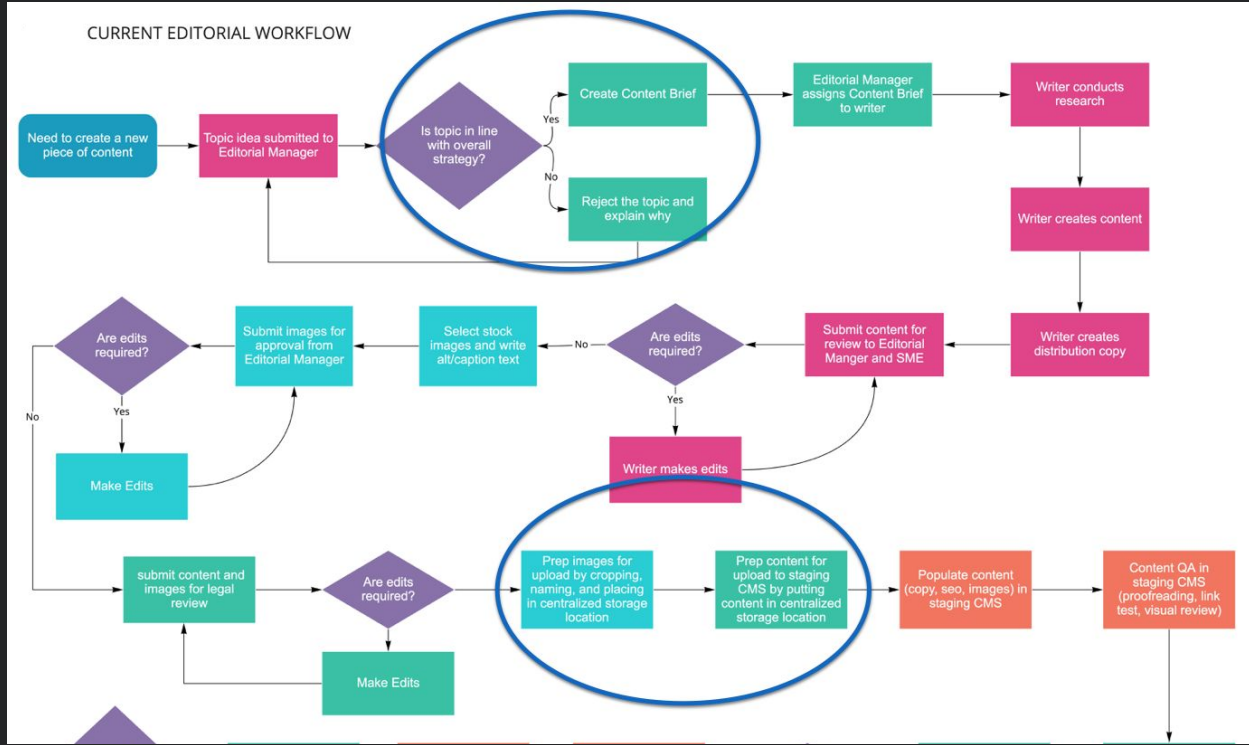 CURRENT EDITORIAL WORKFLOW
Need to create a new
piece of content
Topic idea submitted to
Editorial Manager
Is topic in line
with overall
strategy?
Yes
Create Content Brief
No
Reject the topic and
explain why
Editorial Manager
assigns Content Brief
to writer
Writer conducts
research
Writer creates content
Writer creates
distribution copy
Submit content for
review to Editorial
Manger and SME
Are edits
required?
Yes
Writer makes edits
No
Select stock
images and write
alt/caption text
Submit images for
approval from
Editorial Manager
Are edits
required?
Yes
Make Edits
No
submit content and
images for legal
review
Are edits
required?
Make Edits
Prep images for
upload by cropping,
naming, and placing
in centralized storage
location
Prep content for
upload to staging
CMS by putting
content in centralized
storage location
Populate content
(copy, seo, images) in
staging CMS
Content QA in
staging CMS
(proofreading, link
test, visual review)